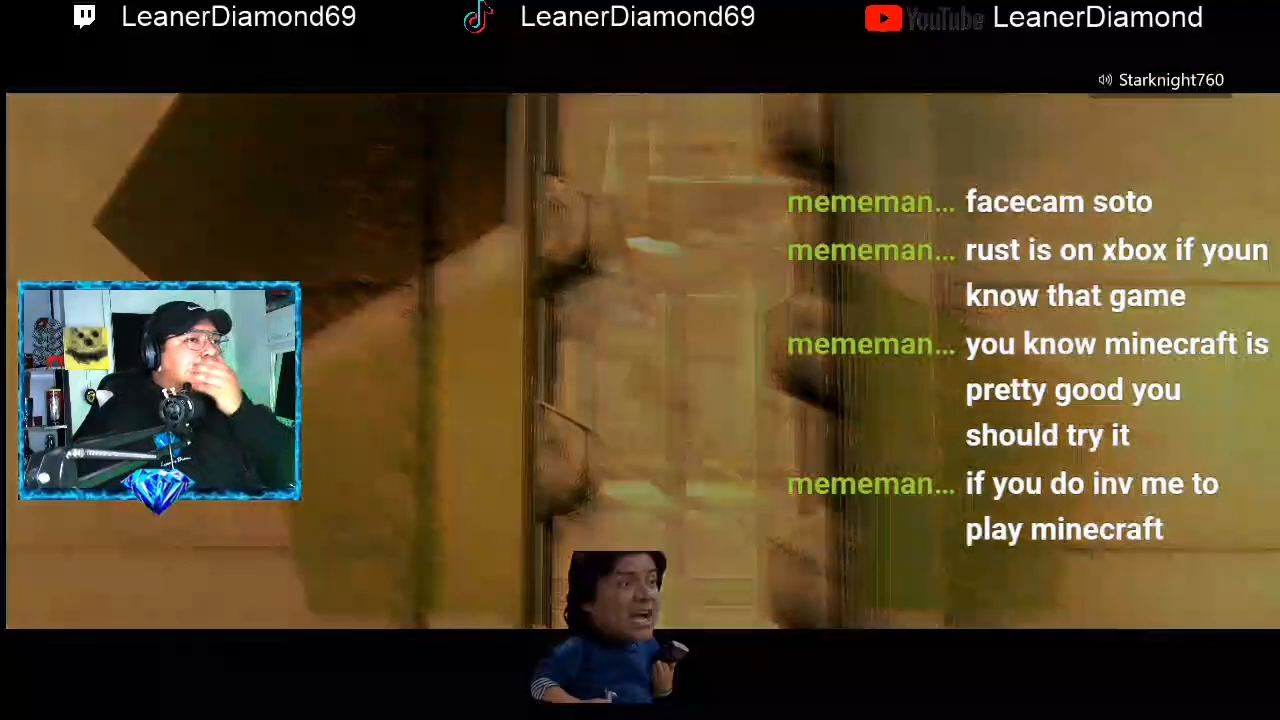 LeanerDiamond69 LeanerDiamond69 YouTube LeanerDiamond
Starknight760
mememan... facecam soto
mememan... rust is on xbox if youn
know that game
mememan... you know minecraft is
pretty good you
should try it
mememan... if you do inv me to
play minecraft